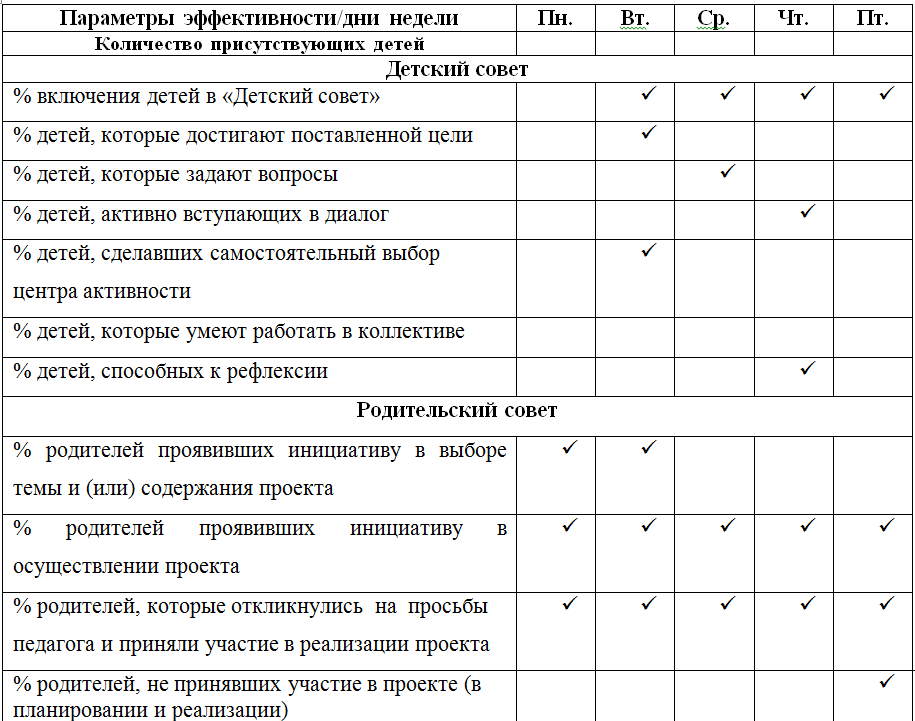 Параметры эффективности/дни недели Пн. Вт. Ср. Чт. Пт.
Количество присутствующих детей
Детский совет
% включения детей в «Детский совет» ✓ ✓ ✓ ✓
% детей, которые достигают поставленной цели ✓
% детей, которые задают вопросы ✓
% детей, активно вступающих в диалог ✓
% детей, сделавших самостоятельный выбор ✓
центра активности
% детей, которые умеют работать в коллективе
% детей, способных к рефлексии ✓
Родительский совет
% родителей проявивших инициативу в выборе ✓ ✓
темы и (или) содержания проекта
% родителей проявивших инициативу в ✓ ✓ ✓ ✓ ✓
осуществлении проекта
% родителей, которые откликнулись на просьбы ✓ ✓ ✓ ✓ ✓
педагога и приняли участие в реализации проекта
% родителей, не принявших участие в проекте (в ✓
планировании и реализации)